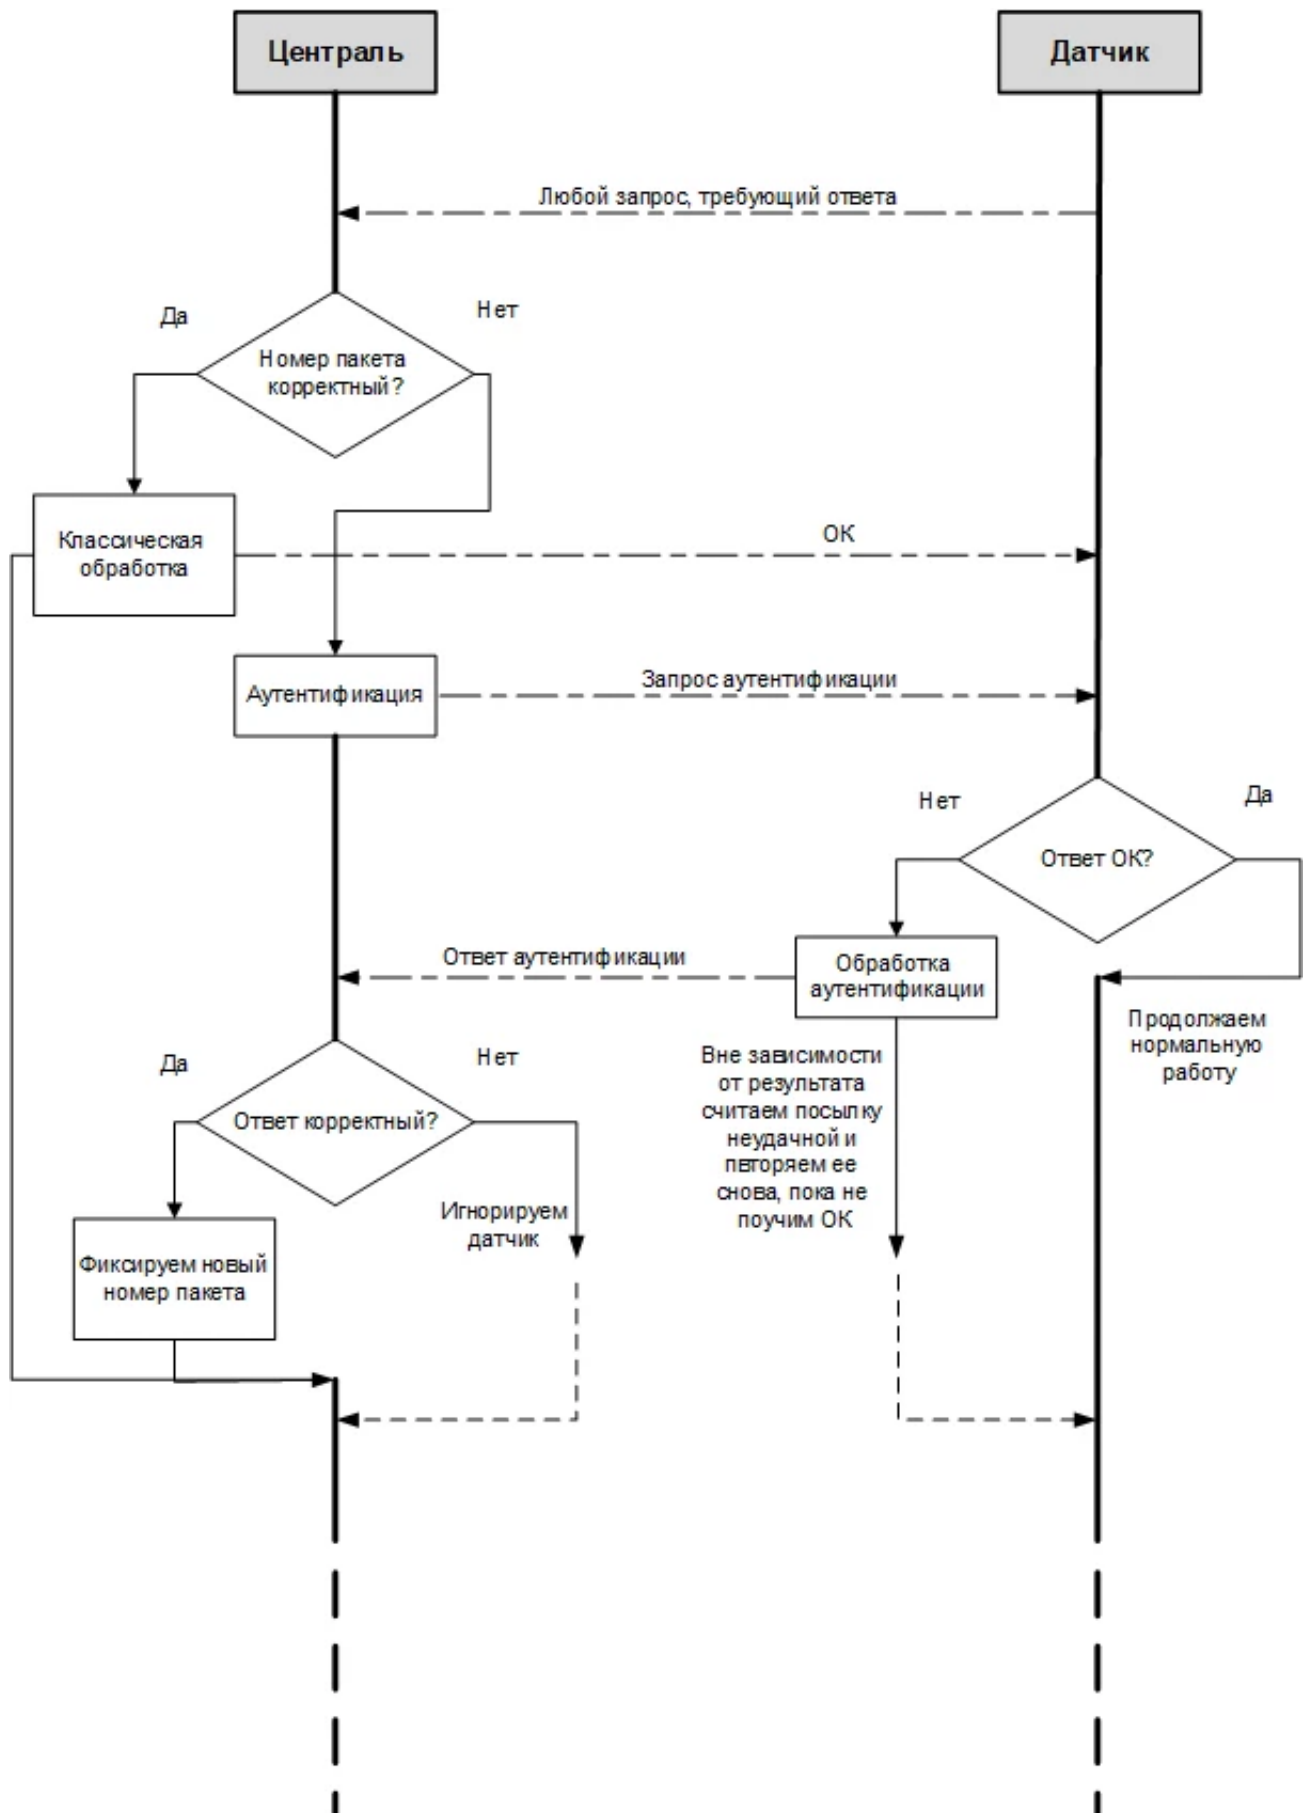 Централь
Датчик
Любой запрос, требующий ответа
Да
Нет
Номер пакета
корректный?
ОК
Классическая
обработка
Запрос аутентификации
Аутентификация
Нет
Да
Ответ ОК?
Ответ аутентификации
Обработка
аутентификации
Продолжаем
нормальную
работу
Да
Нет
Вне зависимости
от результата
считаем посылку
неудачной и
пвторяем ее
снова, пока не
поучим ОК
Ответ корректный?
Игнорируем
датчик
Фиксируем новый
номер пакета